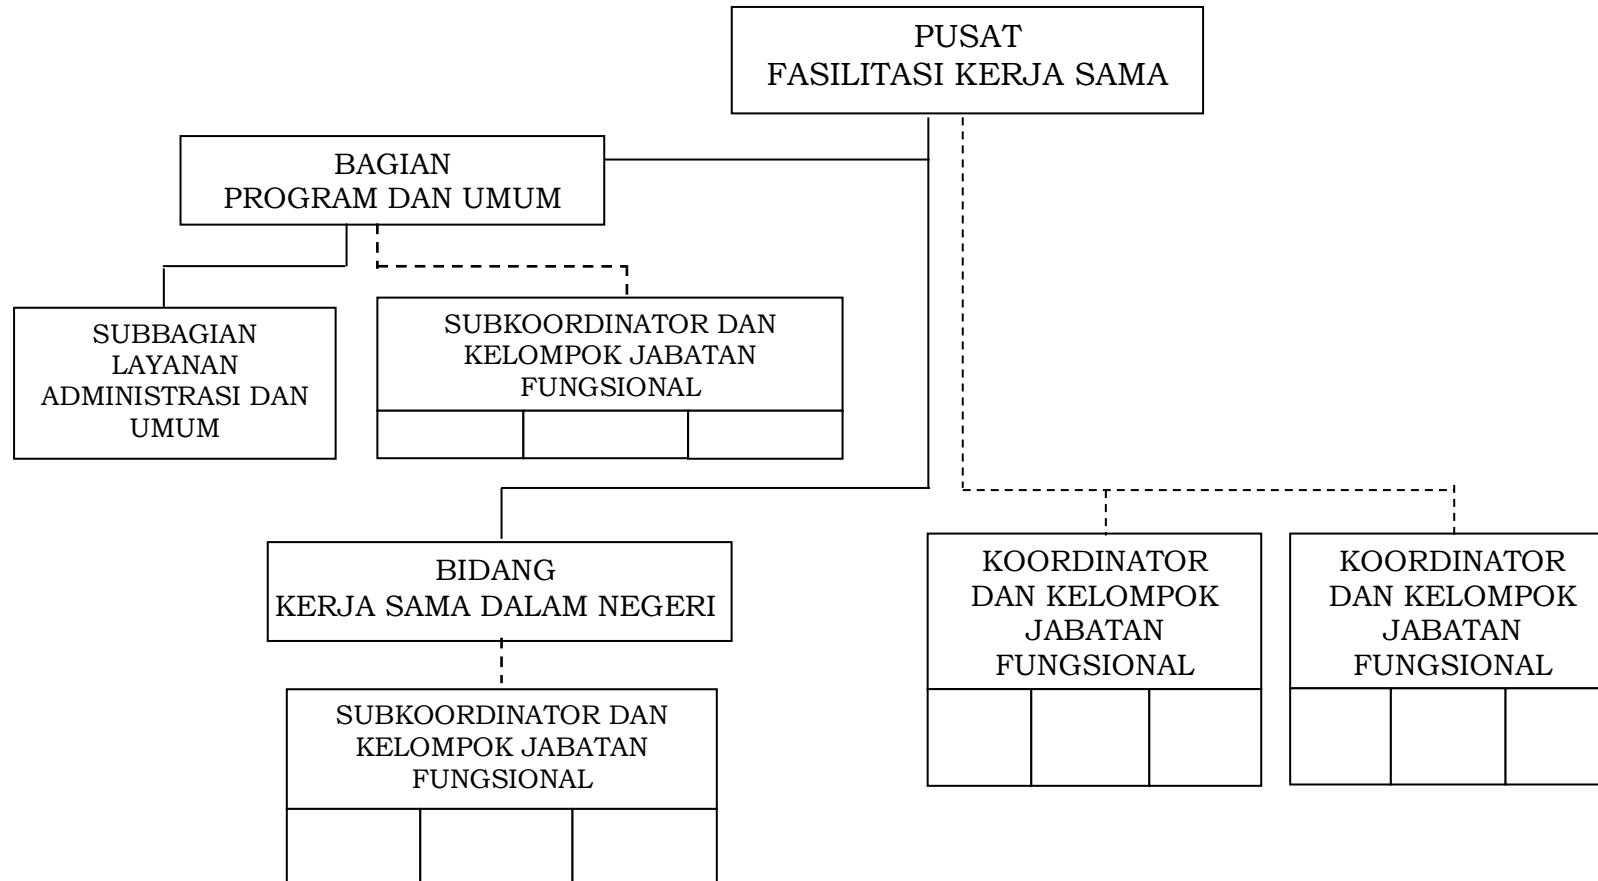 PUSAT
FASILITASI KERJA SAMA
BAGIAN
PROGRAM DAN UMUM
SUBBAGIAN
LAYANAN
ADMINISTRASI DAN
UMUM
SUBKOORDINATOR DAN
KELOMPOK JABATAN
FUNGSIONAL
BIDANG
KERJA SAMA DALAM NEGERI
SUBKOORDINATOR DAN
KELOMPOK JABATAN
FUNGSIONAL
KOORDINATOR
DAN KELOMPOK
JABATAN
FUNGSIONAL
KOORDINATOR
DAN KELOMPOK
JABATAN
FUNGSIONAL